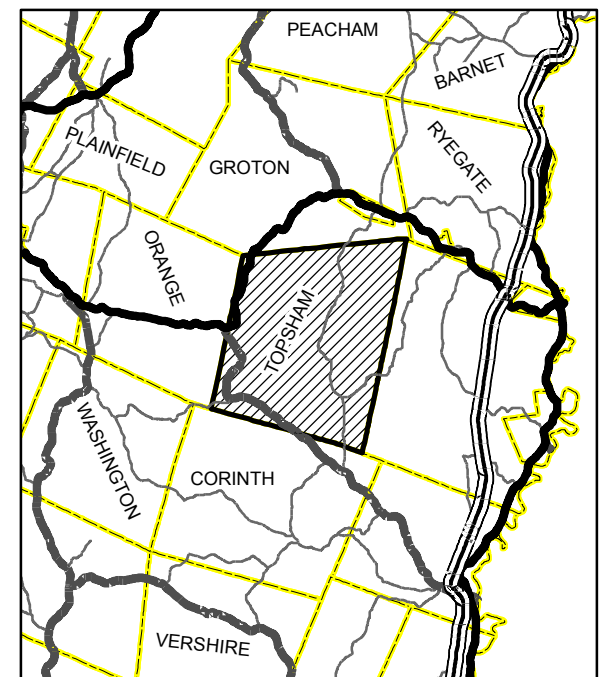 PEACHAM
BARNET
RYEGATE
PLAINFIELD
GROTON
ORANGE
TOPSHAM
WASHINGTON
CORINTH
VERSHIRE